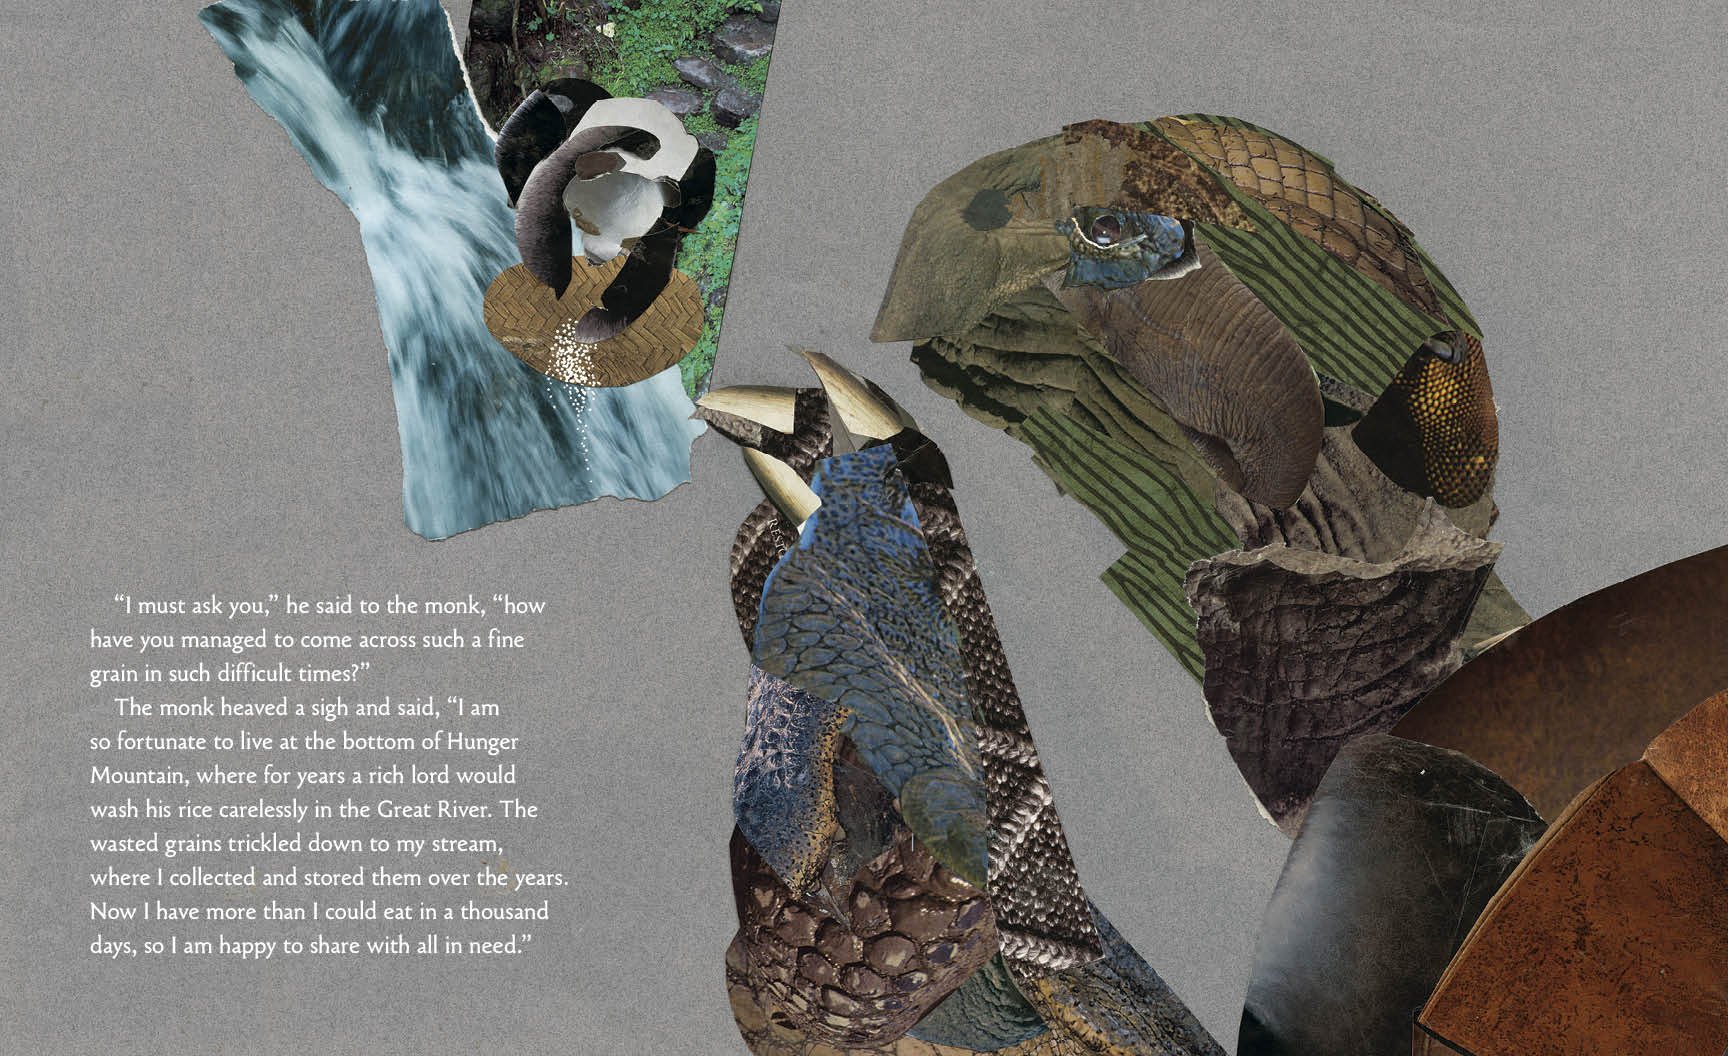 “I must ask you,” he said to the monk, “how
have you managed to come across such a fine
grain in such difficult times?”
The monk heaved a sigh and said, “I am
so fortunate to live at the bottom of Hunger
Mountain, where for years a rich lord would
wash his rice carelessly in the Great River. The
wasted grains trickled down to my stream,
where I collected and stored them over the years.
Now I have more than I could eat in a thousand
days, so I am happy to share with all in need.”